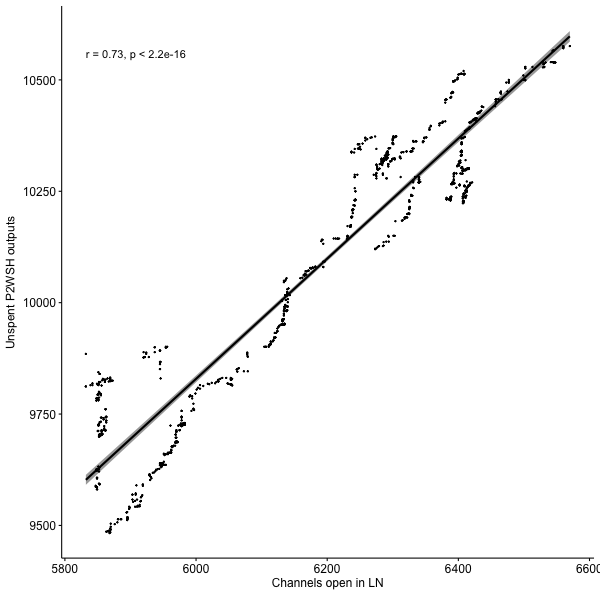 r = 0.73, p < 2.2e-16
10500
10250
10000
9750
9500
Unspent P2WSH outputs
5800 6000 6200 6400 6600
Channels open in LN